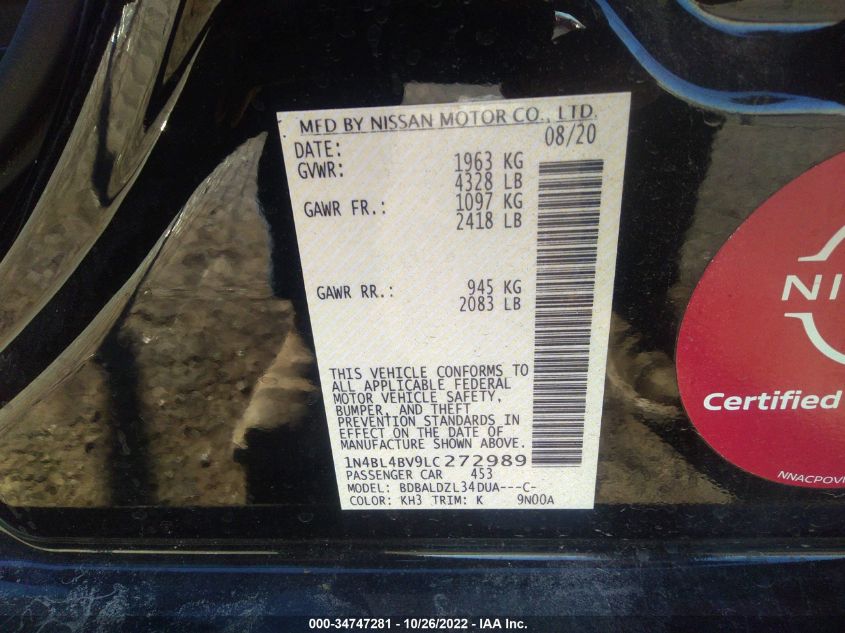 MFD BY NISSAN MOTOR CO., LTD.
DATE: 08/20
GVWR: 1963 KG
4328 LB
GAWR FR.: 1097 KG
2418 LB
GAWR RR.: 945 KG
2083 LB
THIS VEHICLE CONFORMS TO
ALL APPLICABLE FEDERAL
MOTOR VEHICLE SAFETY,
BUMPER, AND THEFT
PREVENTION STANDARDS IN
EFFECT ON THE DATE OF
MANUFACTURE SHOWN ABOVE.
1N4BL4BV9LC272989
PASSENGER CAR 453
MODEL: BDBALDZL34DUA---C-
COLOR: KH3 TRIM: K 9N00A
NI
Certified
NNACPOV
000-34747281 - 10/26/2022 - IAA Inc.